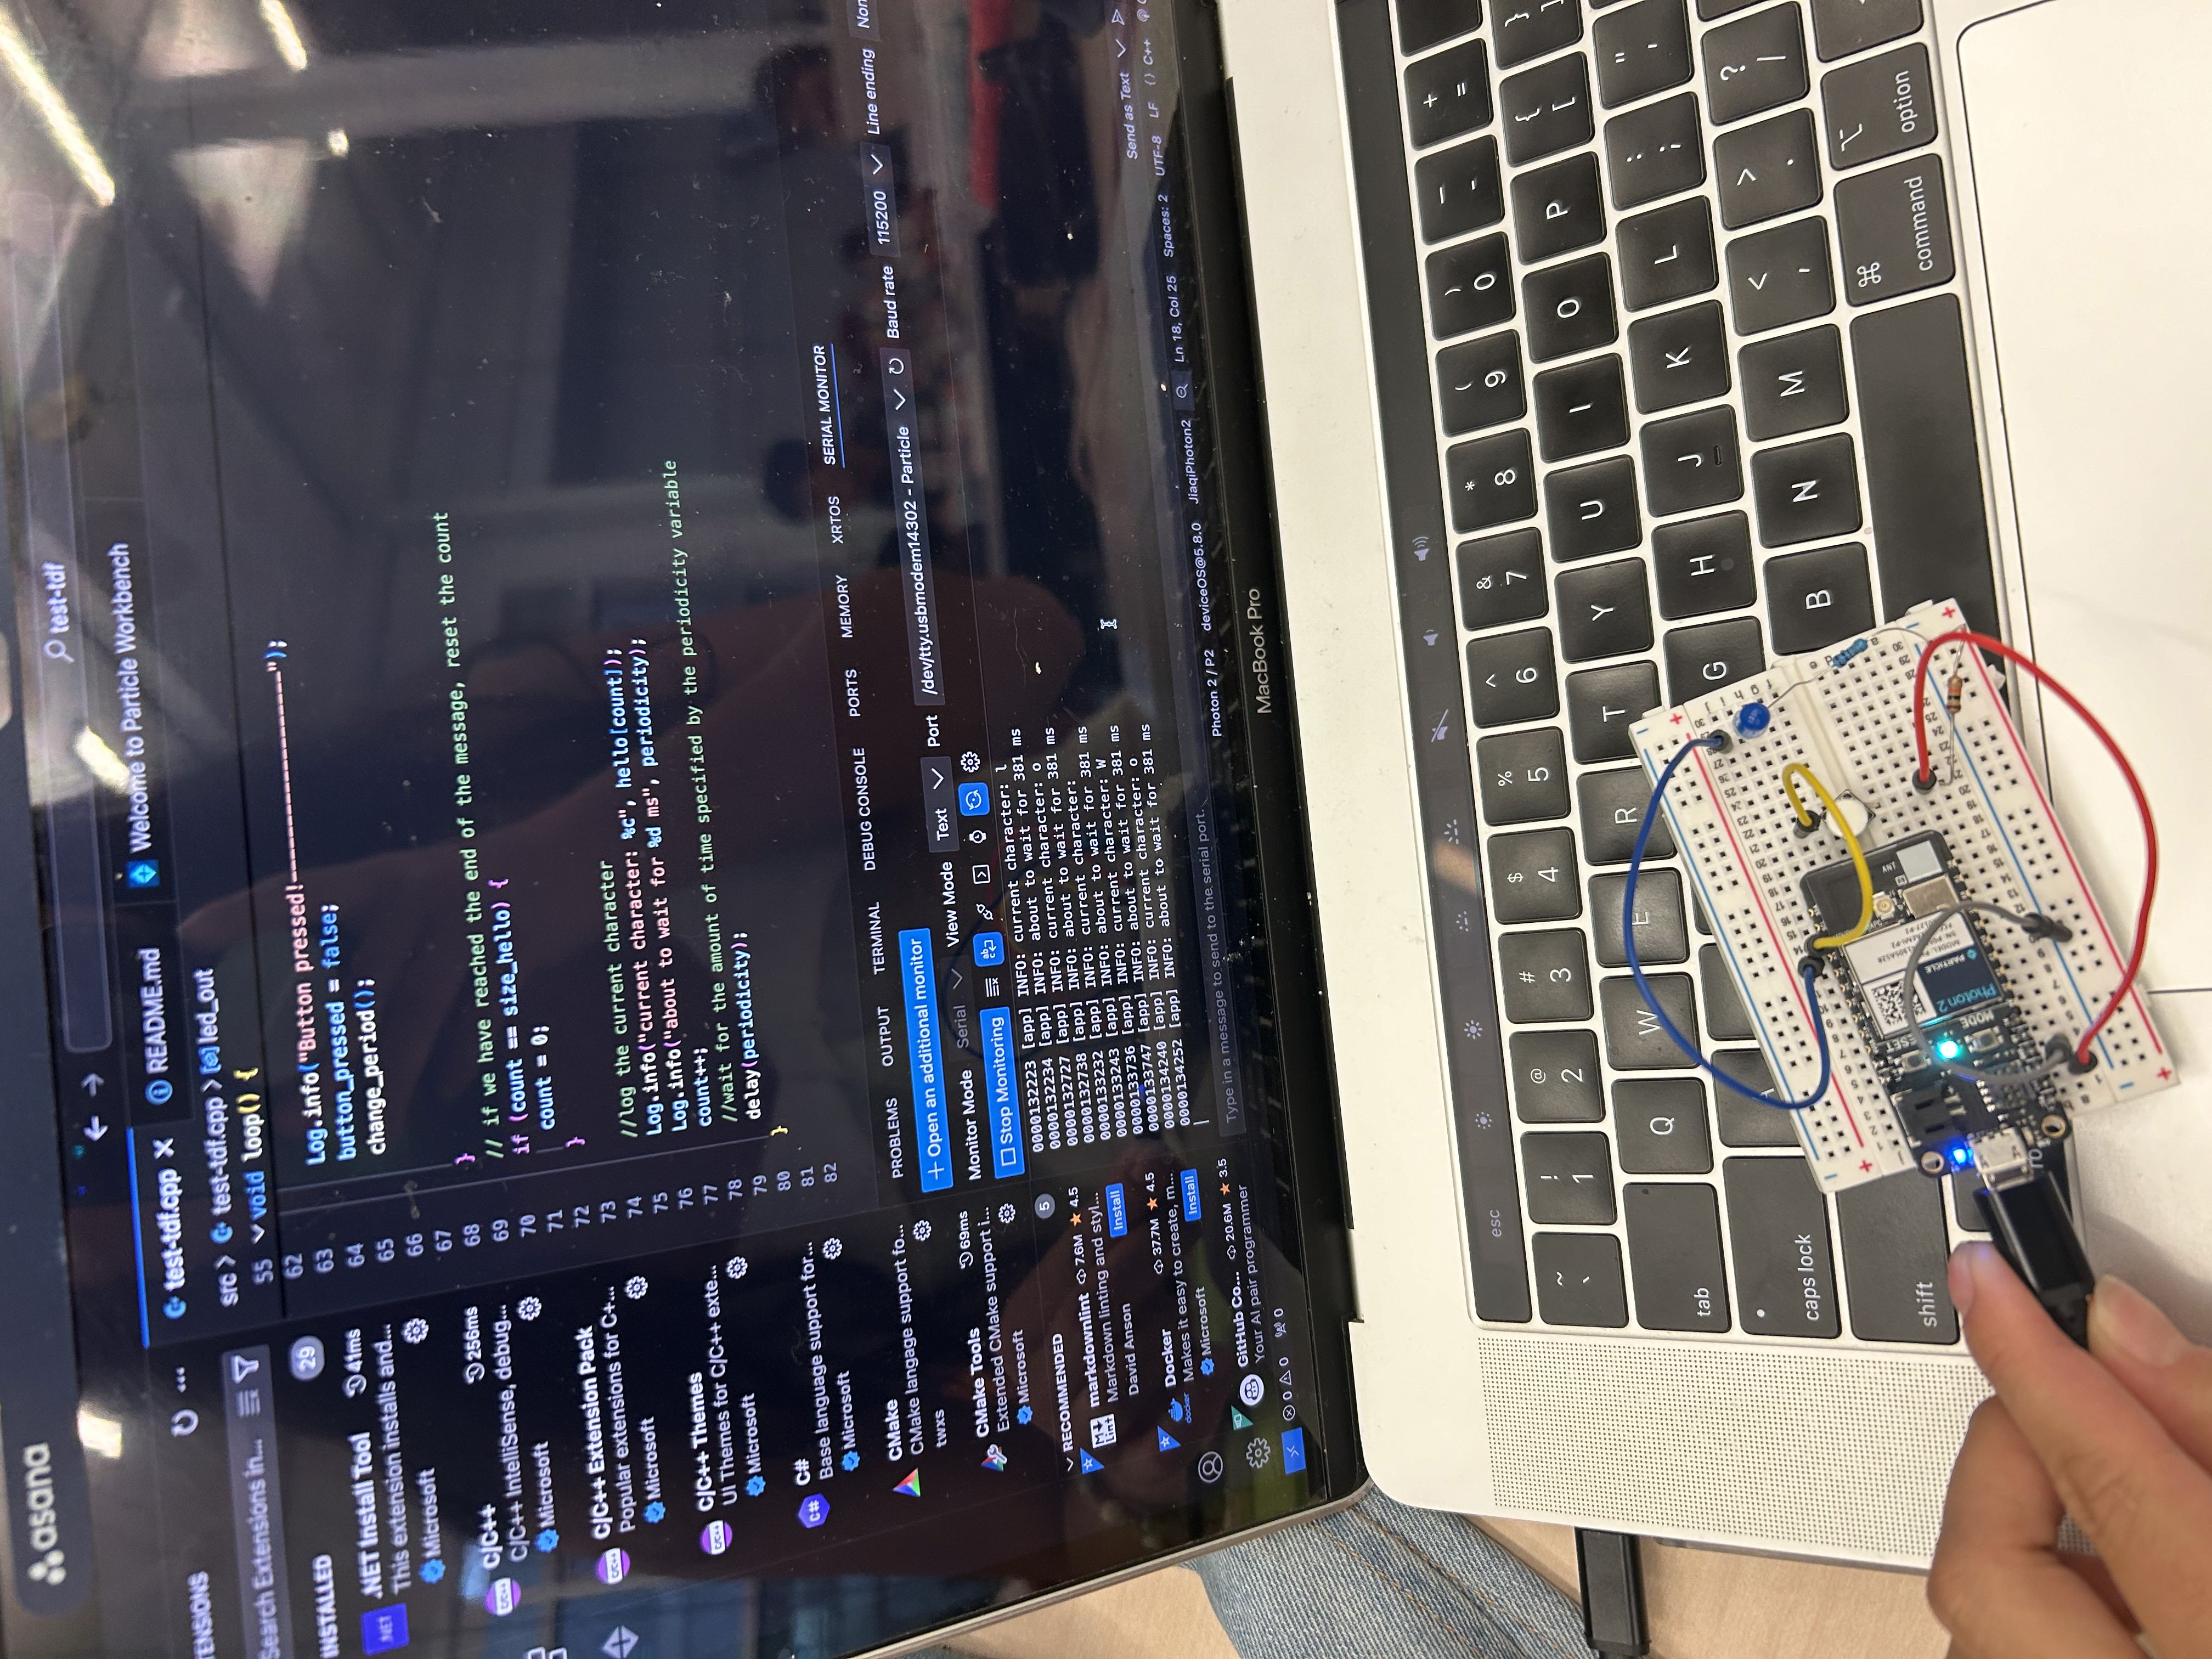 asana
test-tdf
test-tdf.cpp
README.md
Welcome to Particle Workbench
src > test-tdf.cpp > led_out
55 void loop() {
62
63 Log.info("Button pressed!--------------------");
64 button_pressed = false;
65 change_period();
66
67
68 }
69 // if we have reached the end of the message, reset the count
70 if (count == size_hello) {
71 count = 0;
72 }
73
74 //log the current character
75 Log.info("current character: %c", hello[count]);
76 Log.info("about to wait for %d ms", periodicity);
77 count++;
78 //wait for the amount of time specified by the periodicity variable
79 delay(periodicity);
80 }
81
82
TENSIONS
Search Extensions in...
INSTALLED 29
.NET
.NET Install Tool 41ms
This extension installs and...
Microsoft
C/C++ 256ms
C/C++ IntelliSense, debug...
Microsoft
C/C++ Extension Pack
Popular extensions for C+...
Microsoft
C/C++ Themes
UI Themes for C/C++ exte...
Microsoft
C#
C#
Base language support for...
Microsoft
CMake
CMake langage support fo...
twxs
CMake Tools 69ms
Extended CMake support i...
Microsoft
RECOMMENDED 5
markdownlint 7.6M 4.5
Markdown linting and styl...
David Anson Install
Docker 37.7M 4.5
Makes it easy to create, m...
Microsoft Install
GitHub Co... 20.6M 3.5
Your AI pair programmer
0 0 0
PROBLEMS OUTPUT TERMINAL DEBUG CONSOLE PORTS MEMORY XRTOS SERIAL MONITOR
+ Open an additional monitor
Monitor Mode Serial View Mode Text Port /dev/tty.usbmodem14302 - Particle Baud rate 115200 Line ending Non
Stop Monitoring
0000132223 [app] INFO: current character: l
0000132234 [app] INFO: about to wait for 381 ms
0000132727 [app] INFO: current character: o
0000132738 [app] INFO: about to wait for 381 ms
0000133232 [app] INFO: current character:
0000133243 [app] INFO: about to wait for 381 ms
0000133736 [app] INFO: current character: W
0000133747 [app] INFO: about to wait for 381 ms
0000134240 [app] INFO: current character: o
0000134252 [app] INFO: about to wait for 381 ms
Type in a message to send to the serial port.
Send as Text
Photon 2 / P2 deviceOS@5.8.0 JiaqiPhoton2 Ln 18, Col 25 Spaces: 2 UTF-8 LF {} C++
MacBook Pro
esc
~ ! @ # $ % ^ & * ( ) _ +
` 1 2 3 4 5 6 7 8 9 0 - =
tab Q W E R T Y U I O P { [ } ]
caps lock A G H J K L : ; " '
shift B N M < , > . ? /
command option
⌘ ⌥
RESET
MODE
Photon 2
PARTICLE